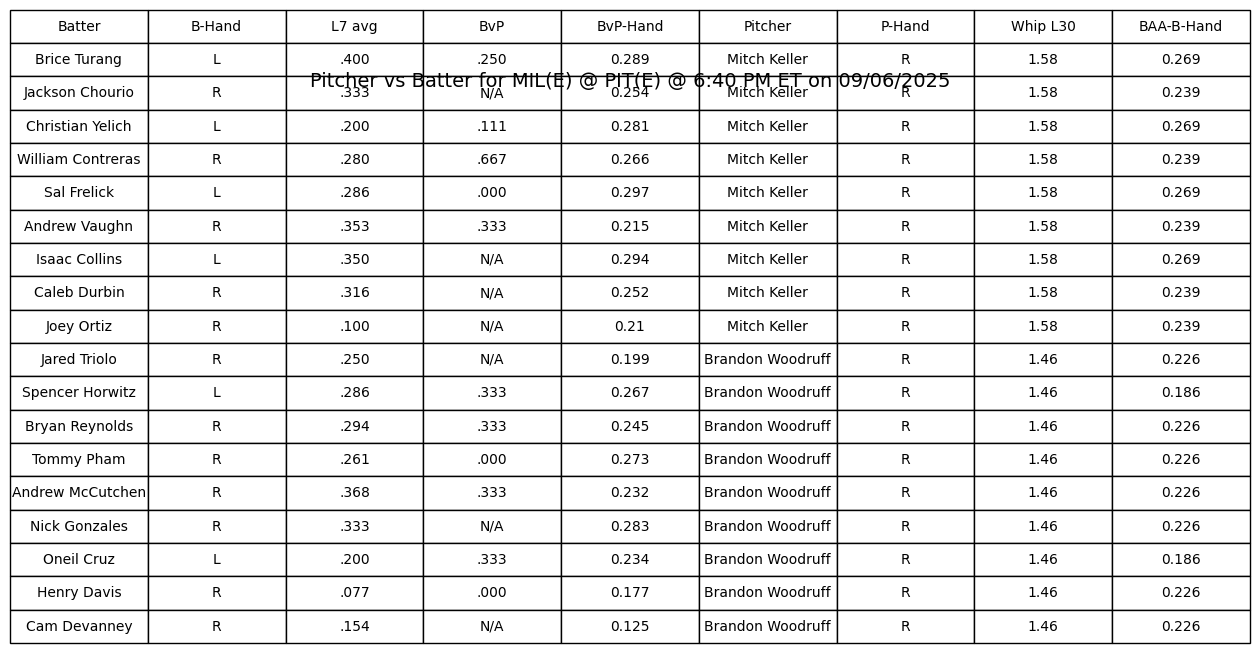 Batter B-Hand L7 avg BvP BvP-Hand Pitcher P-Hand Whip L30 BAA-B-Hand
Brice Turang L .400 .250 0.289 Mitch Keller R 1.58 0.269
Pitcher vs Batter for MIL(E) @ PIT(E) @ 6:40 PM ET on 09/06/2025
Jackson Chourio R .333 N/A 0.254 Mitch Keller R 1.58 0.239
Christian Yelich L .200 .111 0.281 Mitch Keller R 1.58 0.269
William Contreras R .280 .667 0.266 Mitch Keller R 1.58 0.239
Sal Frelick L .286 .000 0.297 Mitch Keller R 1.58 0.269
Andrew Vaughn R .353 .333 0.215 Mitch Keller R 1.58 0.239
Isaac Collins L .350 N/A 0.294 Mitch Keller R 1.58 0.269
Caleb Durbin R .316 N/A 0.252 Mitch Keller R 1.58 0.239
Joey Ortiz R .100 N/A 0.21 Mitch Keller R 1.58 0.239
Jared Triolo R .250 N/A 0.199 Brandon Woodruff R 1.46 0.226
Spencer Horwitz L .286 .333 0.267 Brandon Woodruff R 1.46 0.186
Bryan Reynolds R .294 .333 0.245 Brandon Woodruff R 1.46 0.226
Tommy Pham R .261 .000 0.273 Brandon Woodruff R 1.46 0.226
Andrew McCutchen R .368 .333 0.232 Brandon Woodruff R 1.46 0.226
Nick Gonzales R .333 N/A 0.283 Brandon Woodruff R 1.46 0.226
Oneil Cruz L .200 .333 0.234 Brandon Woodruff R 1.46 0.186
Henry Davis R .077 .000 0.177 Brandon Woodruff R 1.46 0.226
Cam Devanney R .154 N/A 0.125 Brandon Woodruff R 1.46 0.226